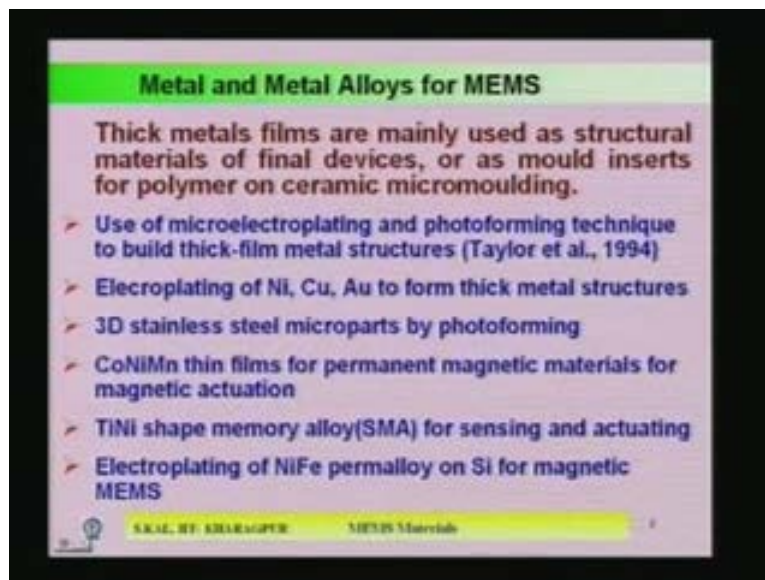 Metal and Metal Alloys for MEMS
Thick metals films are mainly used as structural
materials of final devices, or as mould inserts
for polymer on ceramic micromoulding.
Use of microelectroplating and photoforming technique
to build thick-film metal structures (Taylor et al., 1994)
Elecroplating of Ni, Cu, Au to form thick metal structures
3D stainless steel microparts by photoforming
CoNiMn thin films for permanent magnetic materials for
magnetic actuation
TiNi shape memory alloy(SMA) for sensing and actuating
Electroplating of NiFe permalloy on Si for magnetic
MEMS
S.KAL, IIT- KHARAGPUR MEMS Materials